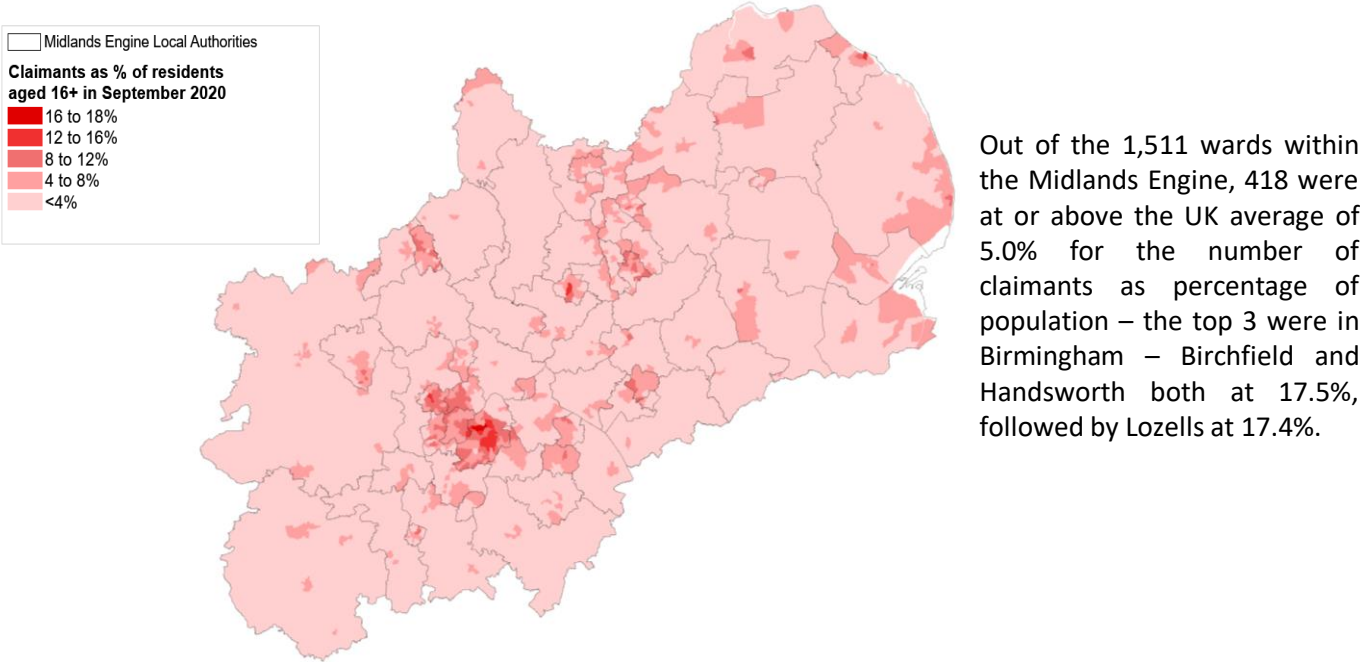 Midlands Engine Local Authorities
Claimants as % of residents
aged 16+ in September 2020
16 to 18%
12 to 16%
8 to 12%
4 to 8%
<4%
Out of the 1,511 wards within
the Midlands Engine, 418 were
at or above the UK average of
5.0% for the number of
claimants as percentage of
population – the top 3 were in
Birmingham – Birchfield and
Handsworth both at 17.5%,
followed by Lozells at 17.4%.